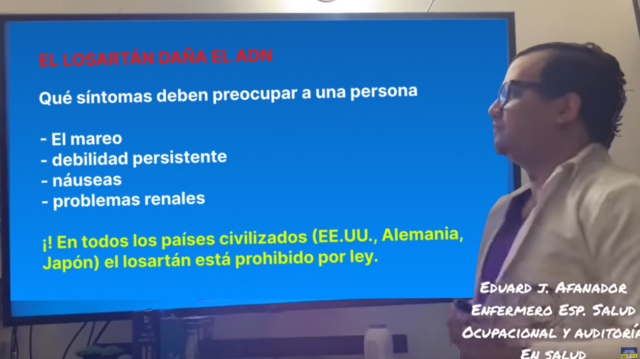 EL LOSARTÁN DAÑA EL ADN
Qué síntomas deben preocupar a una persona
- El mareo
- debilidad persistente
- náuseas
- problemas renales
¡! En todos los países civilizados (EE.UU., Alemania,
Japón) el losartán está prohibido por ley.
Eduard J. Afanador
Enfermero Esp. Salud
Ocupacional y auditoría
En salud